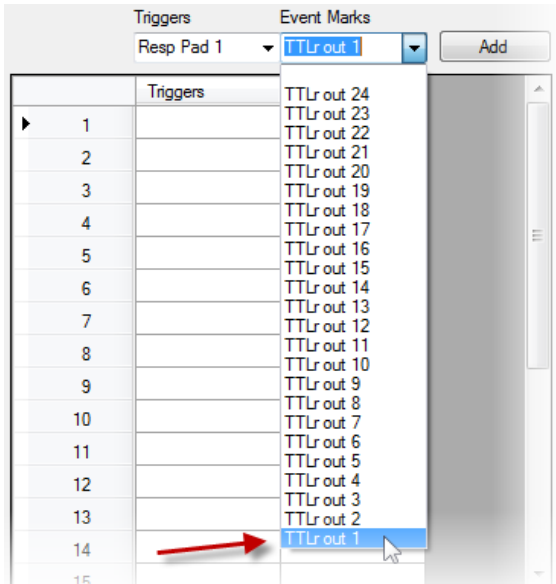 Triggers Event Marks
Resp Pad 1 TTLr out 1 Add
Triggers
TTLr out 24
1 TTLr out 23
TTLr out 22
TTLr out 21
2 TTLr out 20
TTLr out 19
3 TTLr out 18
TTLr out 17
4 TTLr out 16
5 TTLr out 15
TTLr out 14
6 TTLr out 13
7 TTLr out 12
TTLr out 11
8 TTLr out 10
TTLr out 9
9 TTLr out 8
10 TTLr out 7
TTLr out 6
11 TTLr out 5
12 TTLr out 4
TTLr out 3
13 TTLr out 2
14 TTLr out 1
15